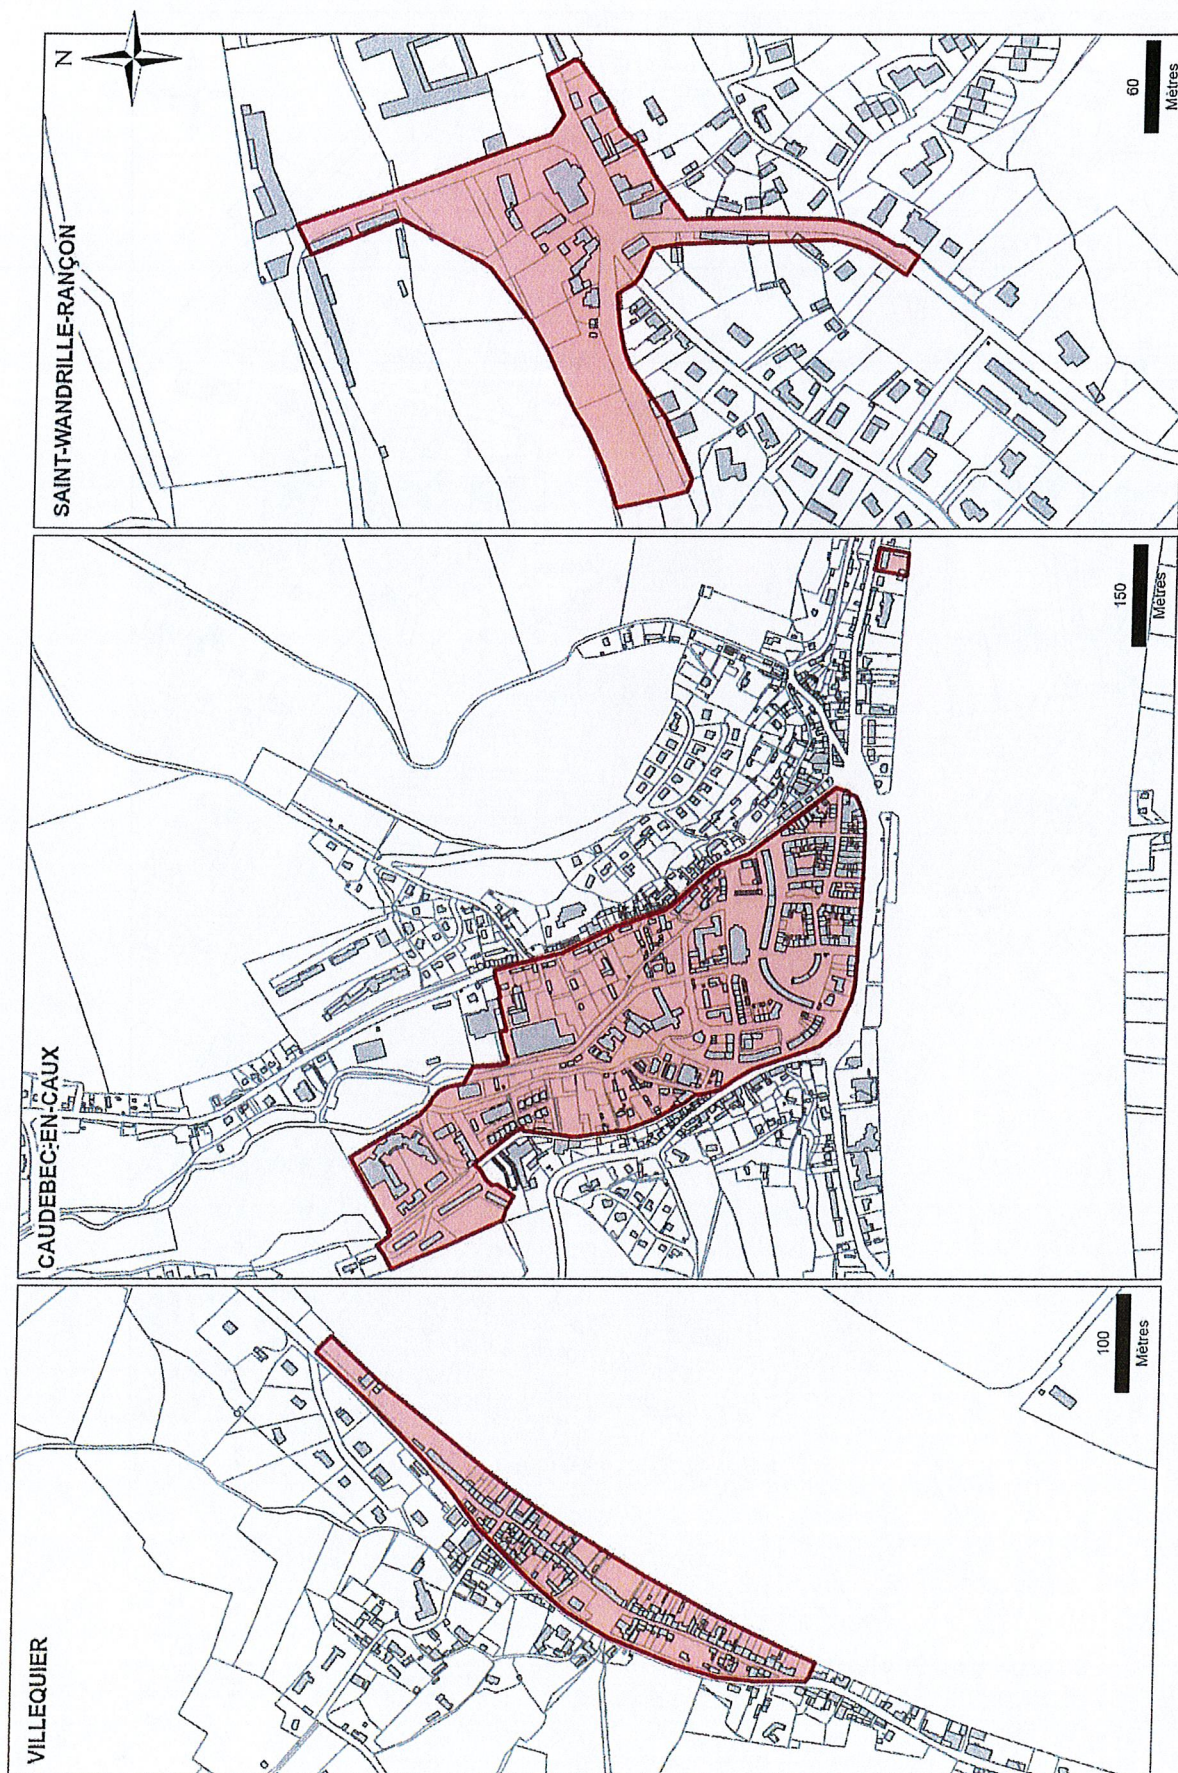 VILLEQUIER
100
Mètres
CAUDEBEC-EN-CAUX
150
Mètres
SAINT-WANDRILLE-RANÇON
N
60
Mètres